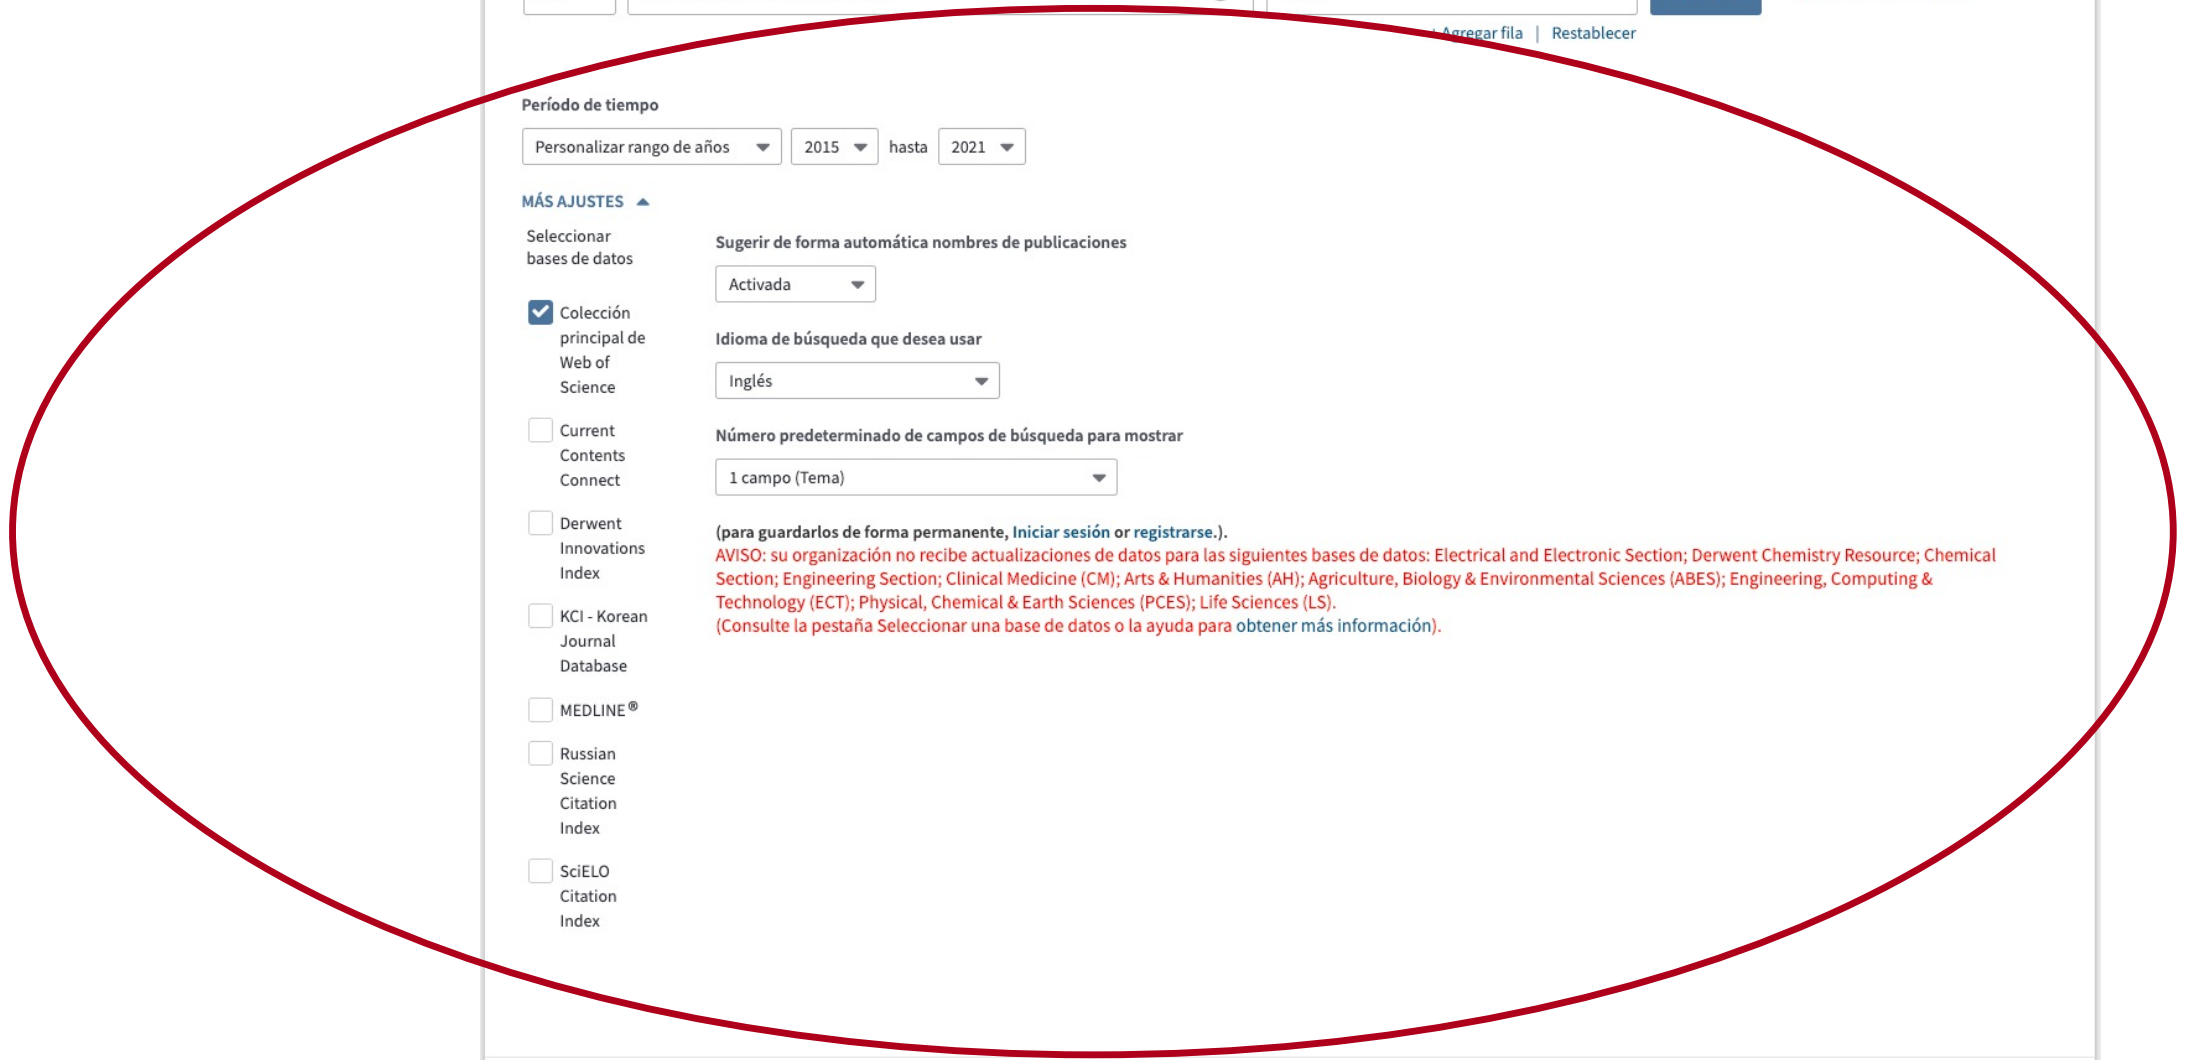 Agregar fila | Restablecer
Período de tiempo
Personalizar rango de años 2015 hasta 2021
MÁS AJUSTES
Seleccionar
bases de datos
Colección
principal de
Web of
Science
Current
Contents
Connect
Derwent
Innovations
Index
KCI - Korean
Journal
Database
MEDLINE®
Russian
Science
Citation
Index
SciELO
Citation
Index
Sugerir de forma automática nombres de publicaciones
Activada
Idioma de búsqueda que desea usar
Inglés
Número predeterminado de campos de búsqueda para mostrar
1 campo (Tema)
(para guardarlos de forma permanente, Iniciar sesión or registrarse.).
AVISO: su organización no recibe actualizaciones de datos para las siguientes bases de datos: Electrical and Electronic Section; Derwent Chemistry Resource; Chemical
Section; Engineering Section; Clinical Medicine (CM); Arts & Humanities (AH); Agriculture, Biology & Environmental Sciences (ABES); Engineering, Computing &
Technology (ECT); Physical, Chemical & Earth Sciences (PCES); Life Sciences (LS).
(Consulte la pestaña Seleccionar una base de datos o la ayuda para obtener más información).